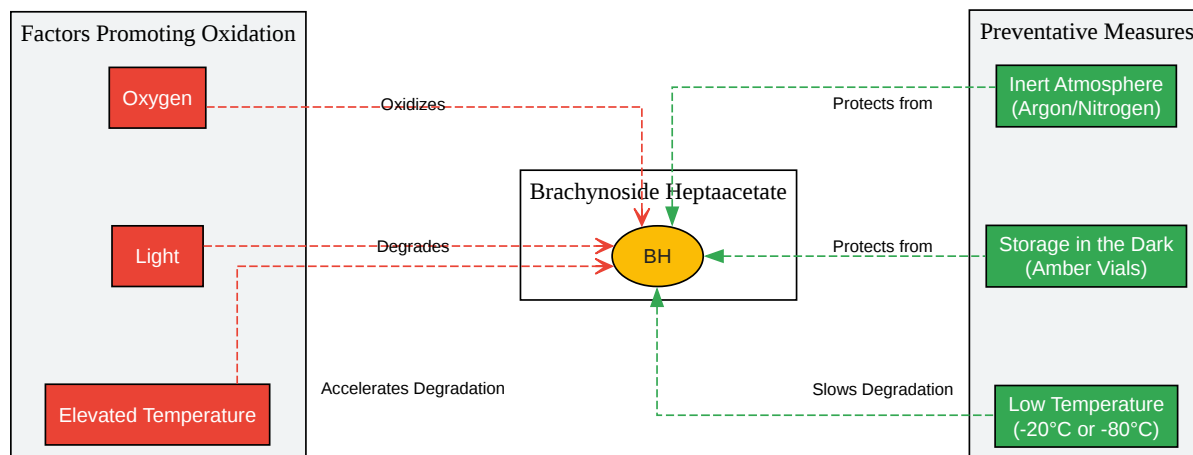 Factors Promoting Oxidation
Oxygen
Light
Elevated Temperature
Oxidizes
Degrades
Accelerates Degradation
Brachynoside Heptaacetate
BH
Protects from
Protects from
Slows Degradation
Preventative Measures
Inert Atmosphere
(Argon/Nitrogen)
Storage in the Dark
(Amber Vials)
Low Temperature
(-20°C or -80°C)